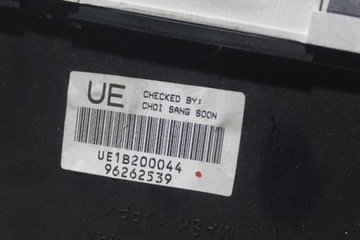 UE
CHECKED BY:
CHOI SANG SOON
UE1B200044
96262539